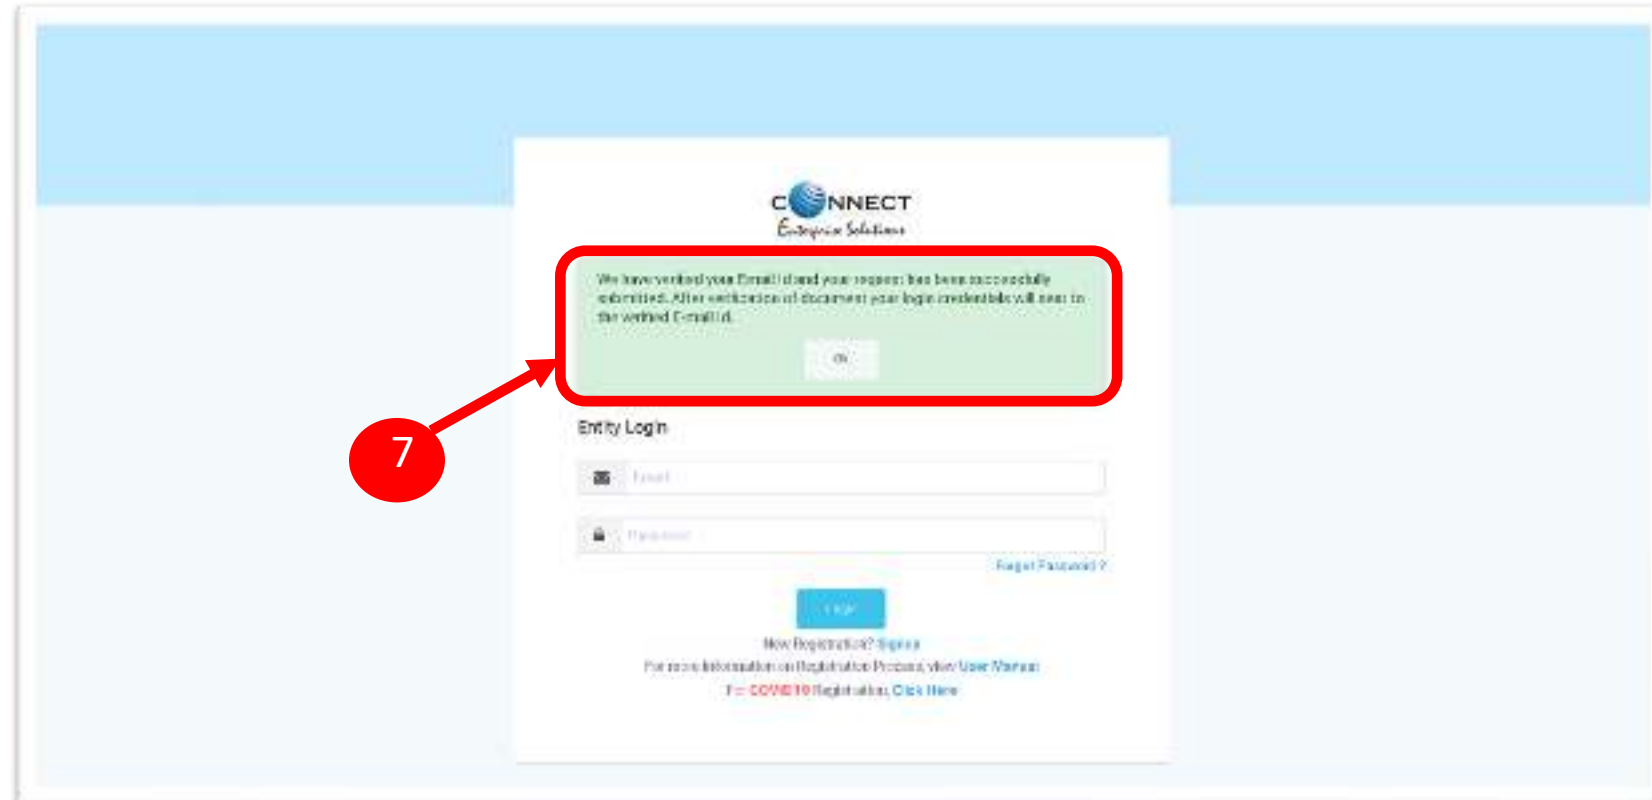 CONNECT
Enterprise Solutions
We have verified your Email Id and your request has been successfully
submitted. After verification of document your login credentials will sent to
the verified E-mail Id.
Ok
7
Entity Login
Email
Password
Forgot Password ?
Login
New Registration? Signup
For more information on Registration Process, view User Manual
For COVID19 Registration, Click Here